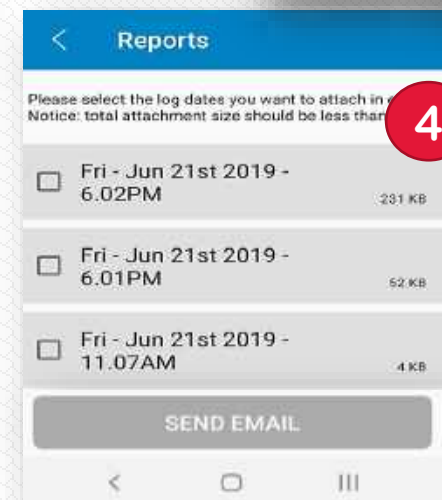 Reports
Please select the log dates you want to attach in
Notice: total attachment size should be less than
4
Fri - Jun 21st 2019 -
6.02PM
231 KB
Fri - Jun 21st 2019 -
6.01PM
52 KB
Fri - Jun 21st 2019 -
11.07AM
4 KB
SEND EMAIL